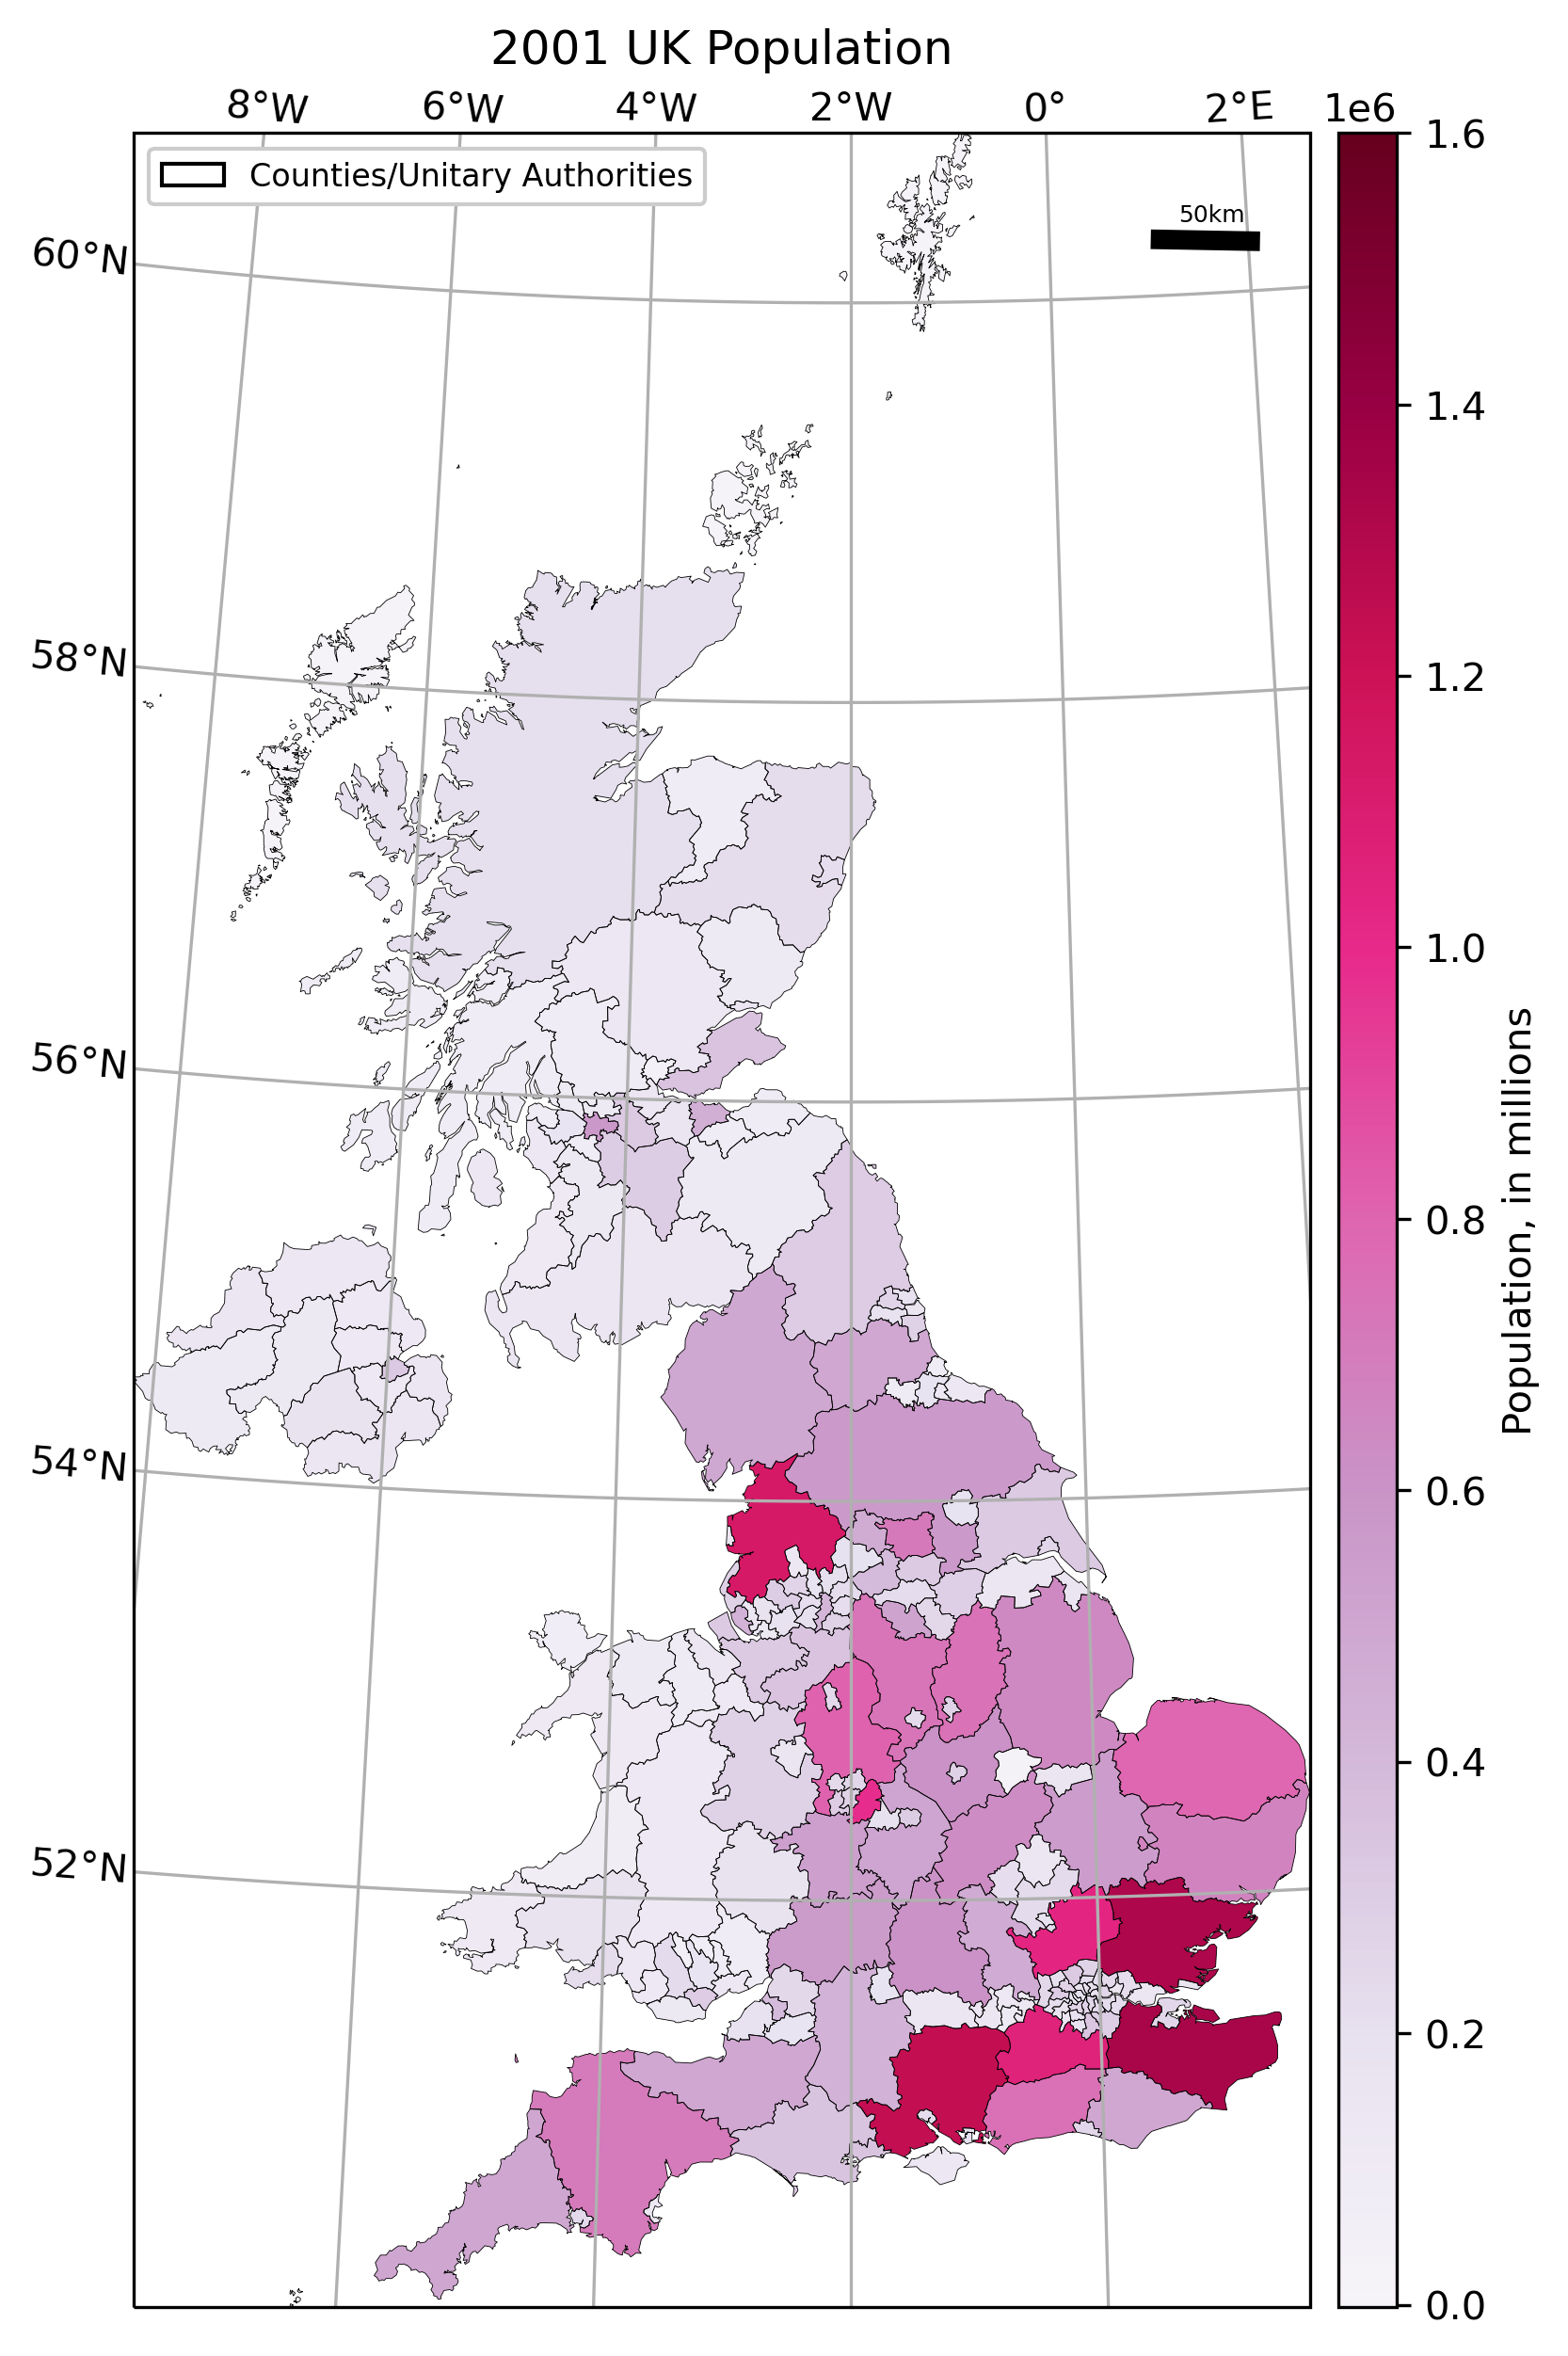 2001 UK Population
8°W 6°W 4°W 2°W 0° 2°E 1e6
Counties/Unitary Authorities
50km
60°N
58°N
56°N
54°N
52°N
1.6
1.4
1.2
1.0
0.8
0.6
0.4
0.2
0.0
Population, in millions